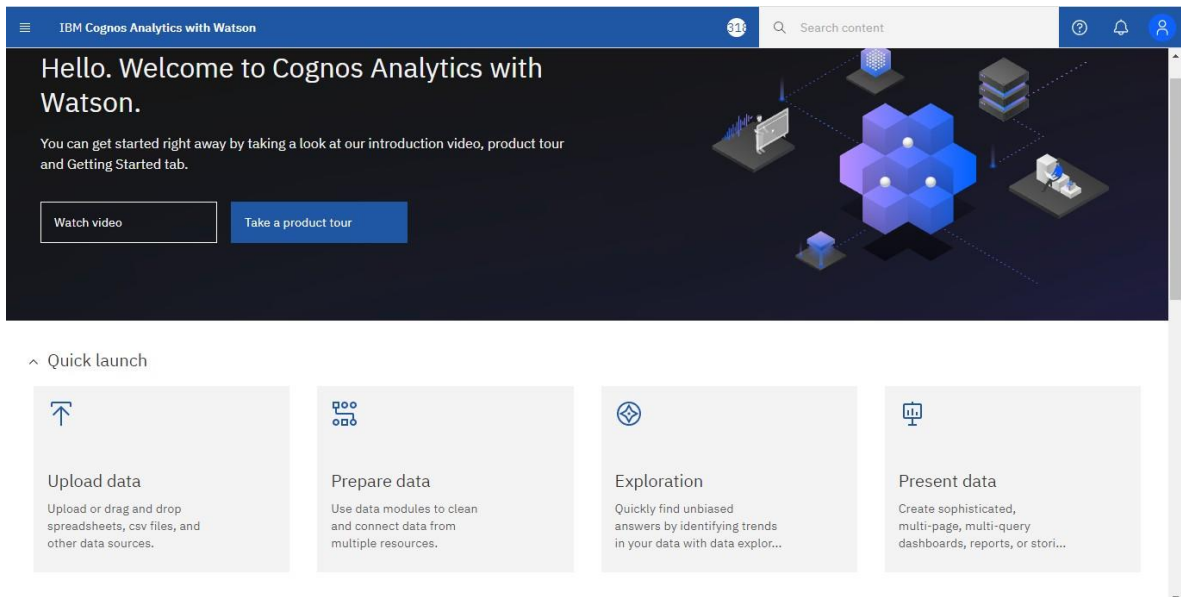 IBM Cognos Analytics with Watson
Search content
Hello. Welcome to Cognos Analytics with
Watson.
You can get started right away by taking a look at our introduction video, product tour
and Getting Started tab.
Watch video
Take a product tour
Quick launch
Upload data
Upload or drag and drop
spreadsheets, csv files, and
other data sources.
Prepare data
Use data modules to clean
and connect data from
multiple resources.
Exploration
Quickly find unbiased
answers by identifying trends
in your data with data explor...
Present data
Create sophisticated,
multi-page, multi-query
dashboards, reports, or stori...